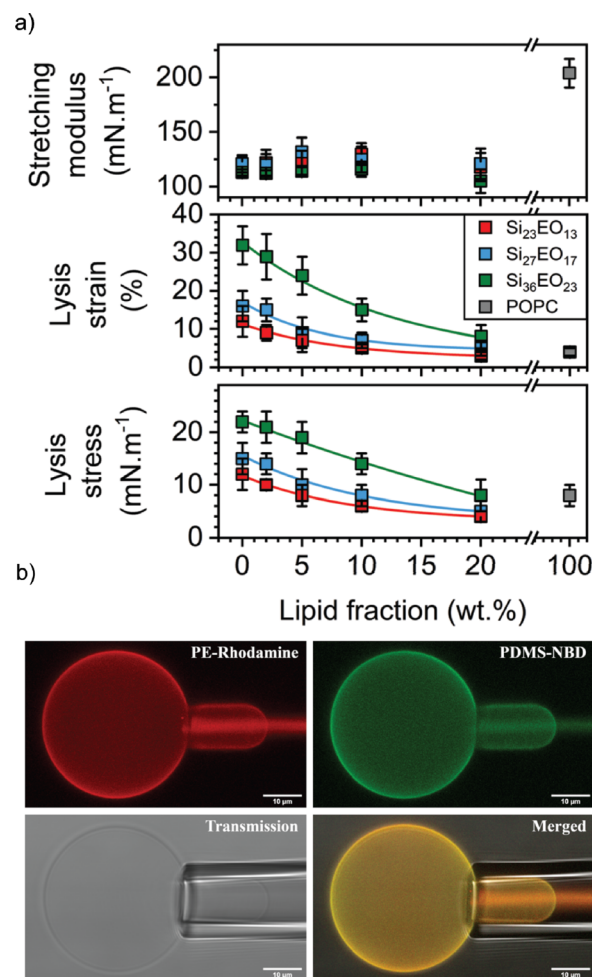 a)
Stretching
modulus
(mN.m⁻¹)
200
150
100
Lysis
strain
(%)
40
30
20
10
0
Si₂₃EO₁₃
Si₂₇EO₁₇
Si₃₆EO₂₃
POPC
Lysis
stress
(mN.m⁻¹)
20
10
0
0 5 10 15 20 100
Lipid fraction (wt.%)
b)
PE-Rhodamine
10 µm
PDMS-NBD
10 µm
Transmission
10 µm
Merged
10 µm